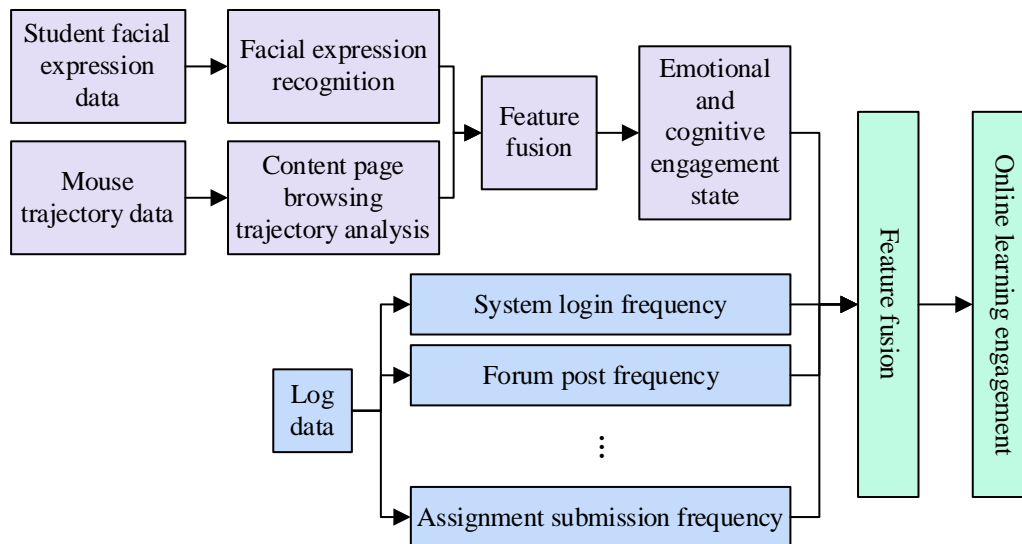 Student facial
expression
data
Facial expression
recognition
Mouse
trajectory data
Content page
browsing
trajectory analysis
Feature
fusion
Emotional
and
cognitive
engagement
state
Log
data
System login frequency
Forum post frequency
...
Assignment submission frequency
Feature fusion
Online learning engagement